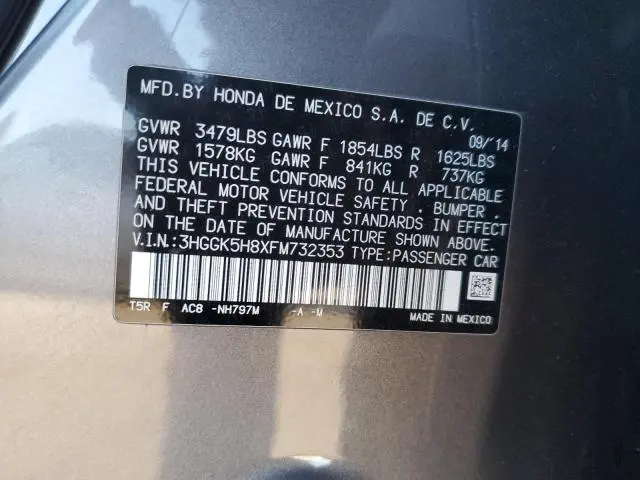 MFD.BY HONDA DE MEXICO S.A. DE C.V.
09/'14
GVWR 3479LBS GAWR F 1854LBS R 1625LBS
GVWR 1578KG GAWR F 841KG R 737KG
THIS VEHICLE CONFORMS TO ALL APPLICABLE
FEDERAL MOTOR VEHICLE SAFETY . BUMPER .
AND THEFT PREVENTION STANDARDS IN EFFECT
ON THE DATE OF MANUFACTURE SHOWN ABOVE.
V.I.N.:3HGGK5H8XFM732353 TYPE:PASSENGER CAR
T5R F AC8 -NH797M -A -M
MADE IN MEXICO